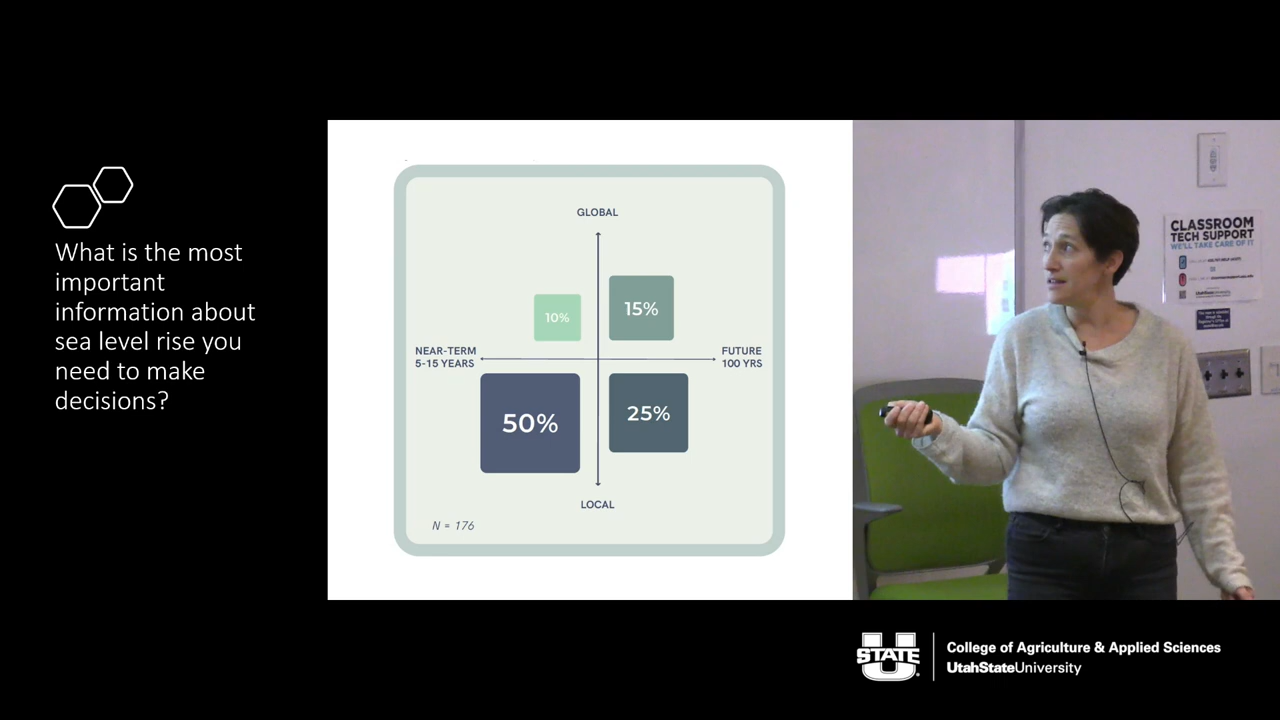 What is the most
important
information about
sea level rise you
need to make
decisions?
GLOBAL
10%
15%
NEAR-TERM
5-15 YEARS
FUTURE
100 YRS
50%
25%
LOCAL
N = 176
CLASSROOM
TECH SUPPORT
WE'LL TAKE CARE OF IT
UtahStateUniversity
STATE
College of Agriculture & Applied Sciences
UtahStateUniversity